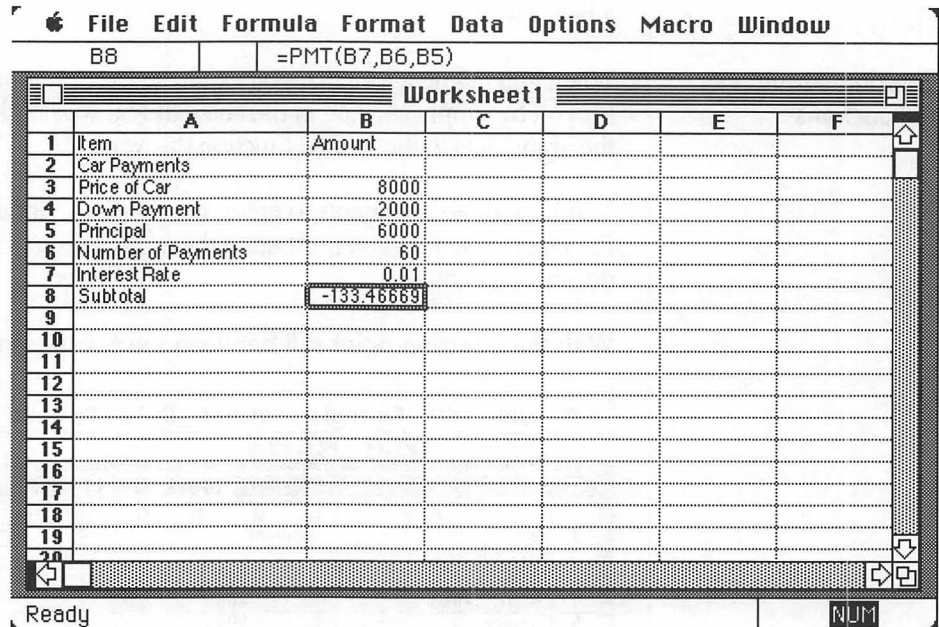 File Edit Formula Format Data Options Macro Window
B8 =PMT(B7,B6,B5)
Worksheet1
A B C D E F
1 Item Amount
2 Car Payments
3 Price of Car 8000
4 Down Payment 2000
5 Principal 6000
6 Number of Payments 60
7 Interest Rate 0.01
8 Subtotal -133.46669
9
10
11
12
13
14
15
16
17
18
19
20
Ready NUM